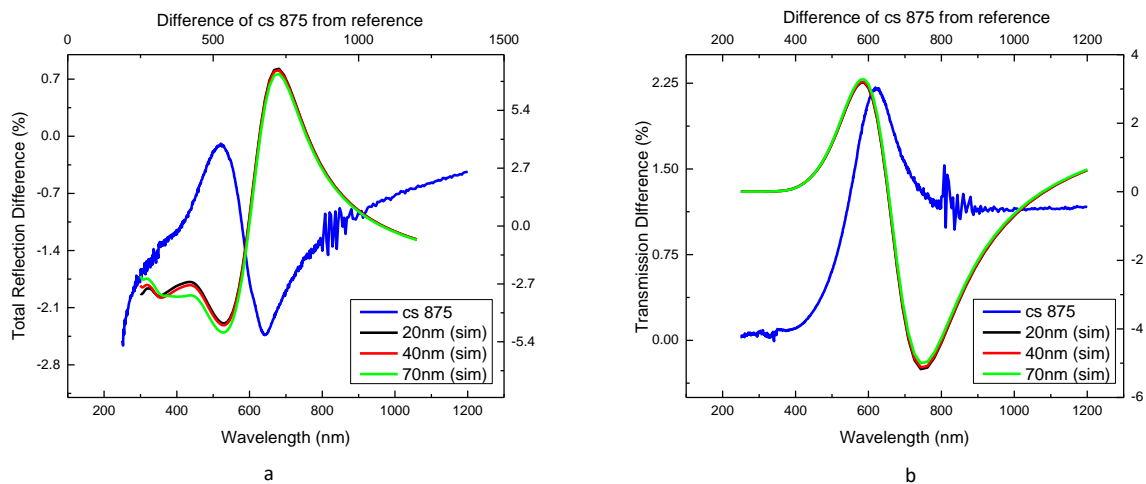 Difference of cs 875 from reference
0 500 1000 1500
Total Reflection Difference (%)
0.7
0.0
-0.7
-1.4
-2.1
-2.8
5.4
2.7
0.0
-2.7
-5.4
cs 875
20nm (sim)
40nm (sim)
70nm (sim)
200 400 600 800 1000 1200
Wavelength (nm)
a
Difference of cs 875 from reference
200 400 600 800 1000 1200
Transmission DIfference (%)
2.25
1.50
0.75
0.00
4
3
2
1
0
-1
-2
-3
-4
-5
-6
cs 875
20nm (sim)
40nm (sim)
70nm (sim)
200 400 600 800 1000 1200
Wavelength (nm)
b